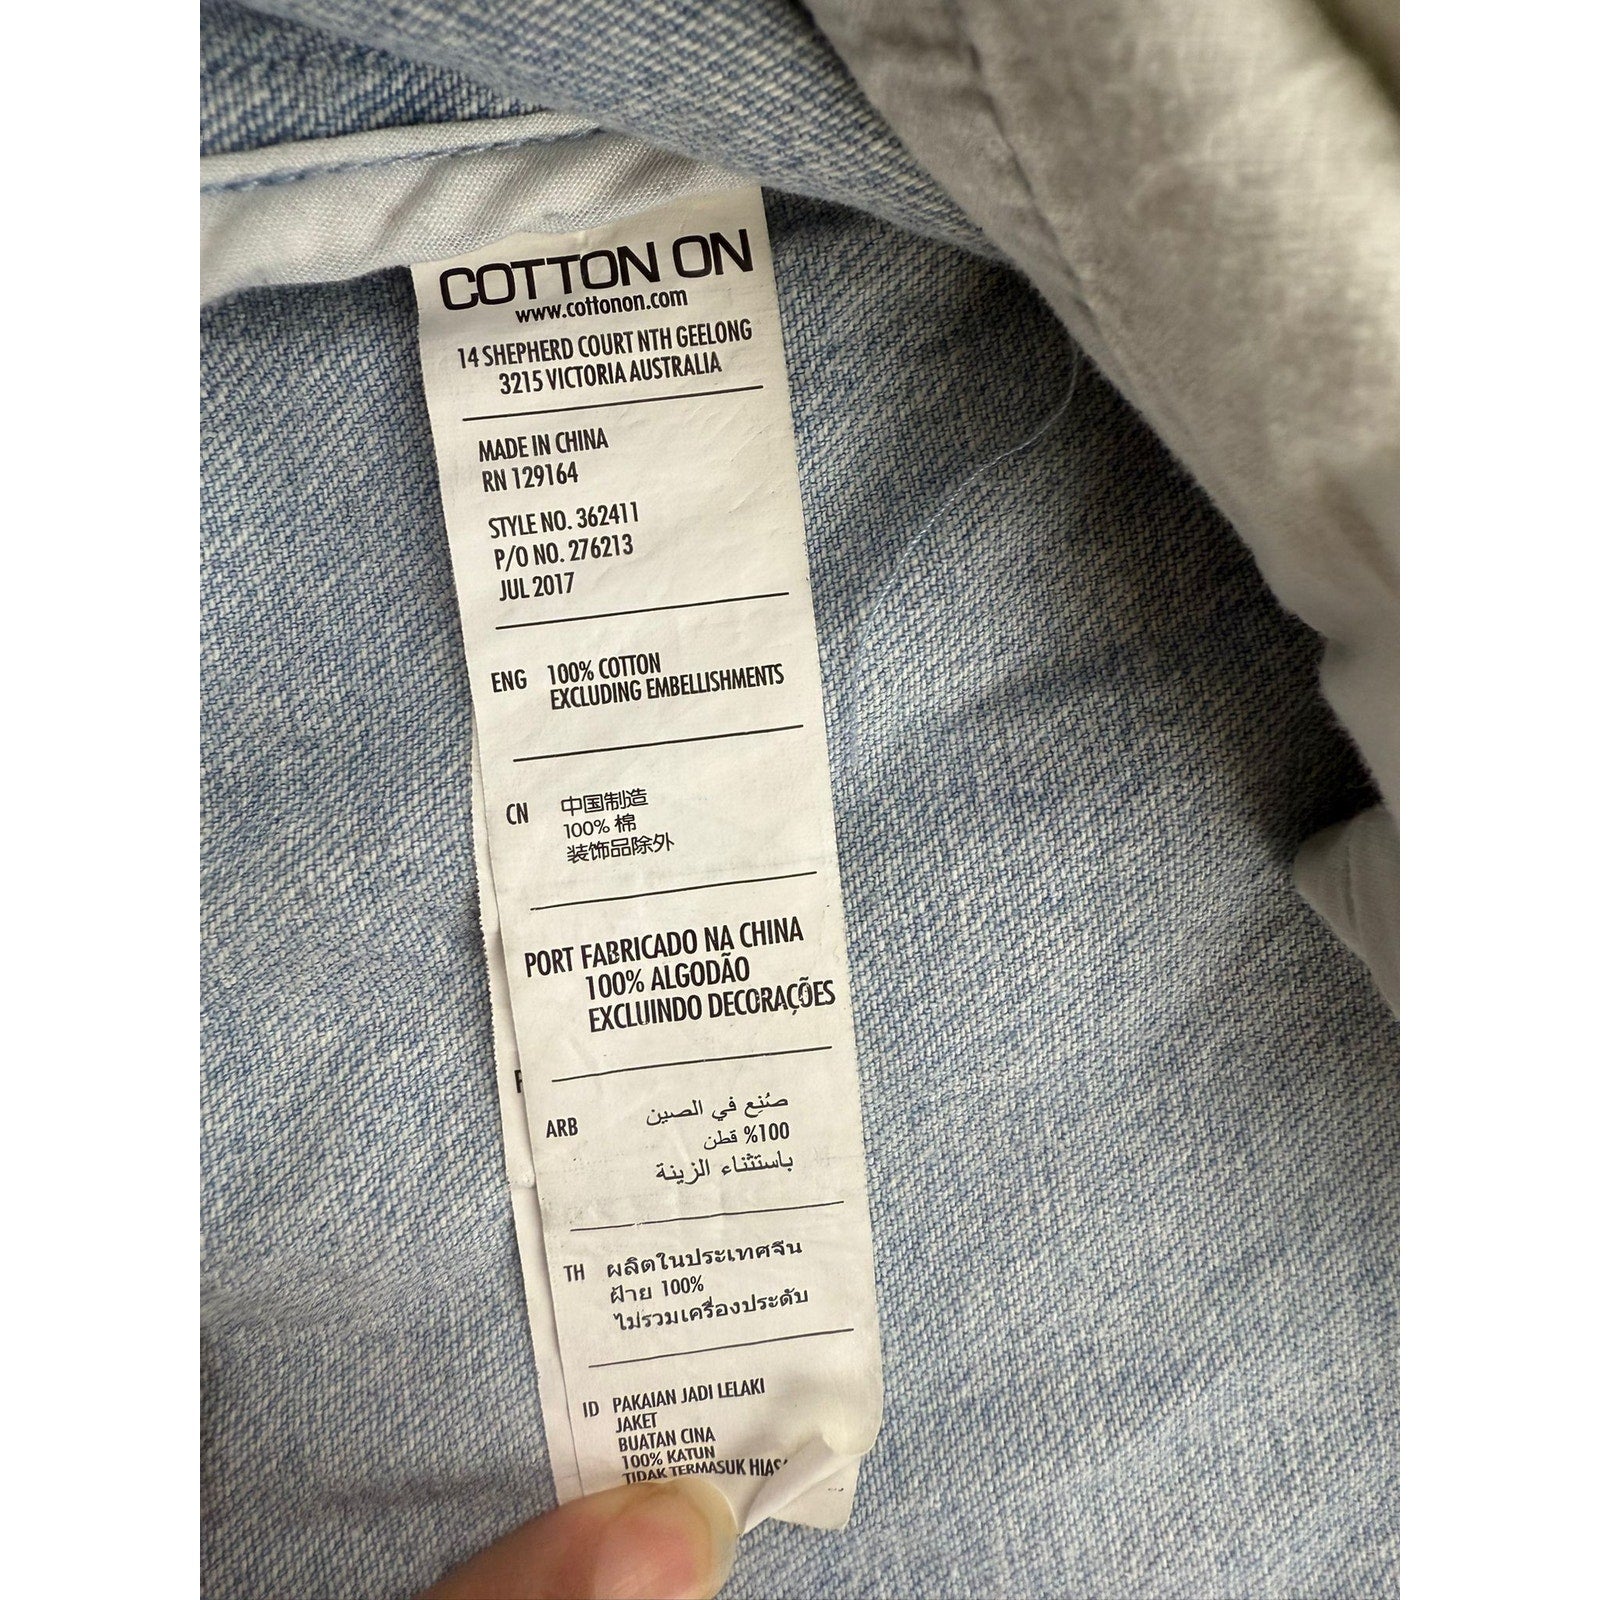 COTTON ON
www.cottonon.com
14 SHEPHERD COURT NTH GEELONG
3215 VICTORIA AUSTRALIA
MADE IN CHINA
RN 129164
STYLE NO. 362411
P/O NO. 276213
JUL 2017
ENG 100% COTTON
EXCLUDING EMBELLISHMENTS
CN 中国制造
100% 棉
装饰品除外
PORT FABRICADO NA CHINA
100% ALGODÃO
EXCLUINDO DECORAÇÕES
ARB صُنِع في الصين
100% قطن
باستثناء الزينة
TH ผลิตในประเทศจีน
ฝ้าย 100%
ไม่รวมเครื่องประดับ
ID PAKAIAN JADI LELAKI
JAKET
BUATAN CINA
100% KATUN
TIDAK TERMASUK